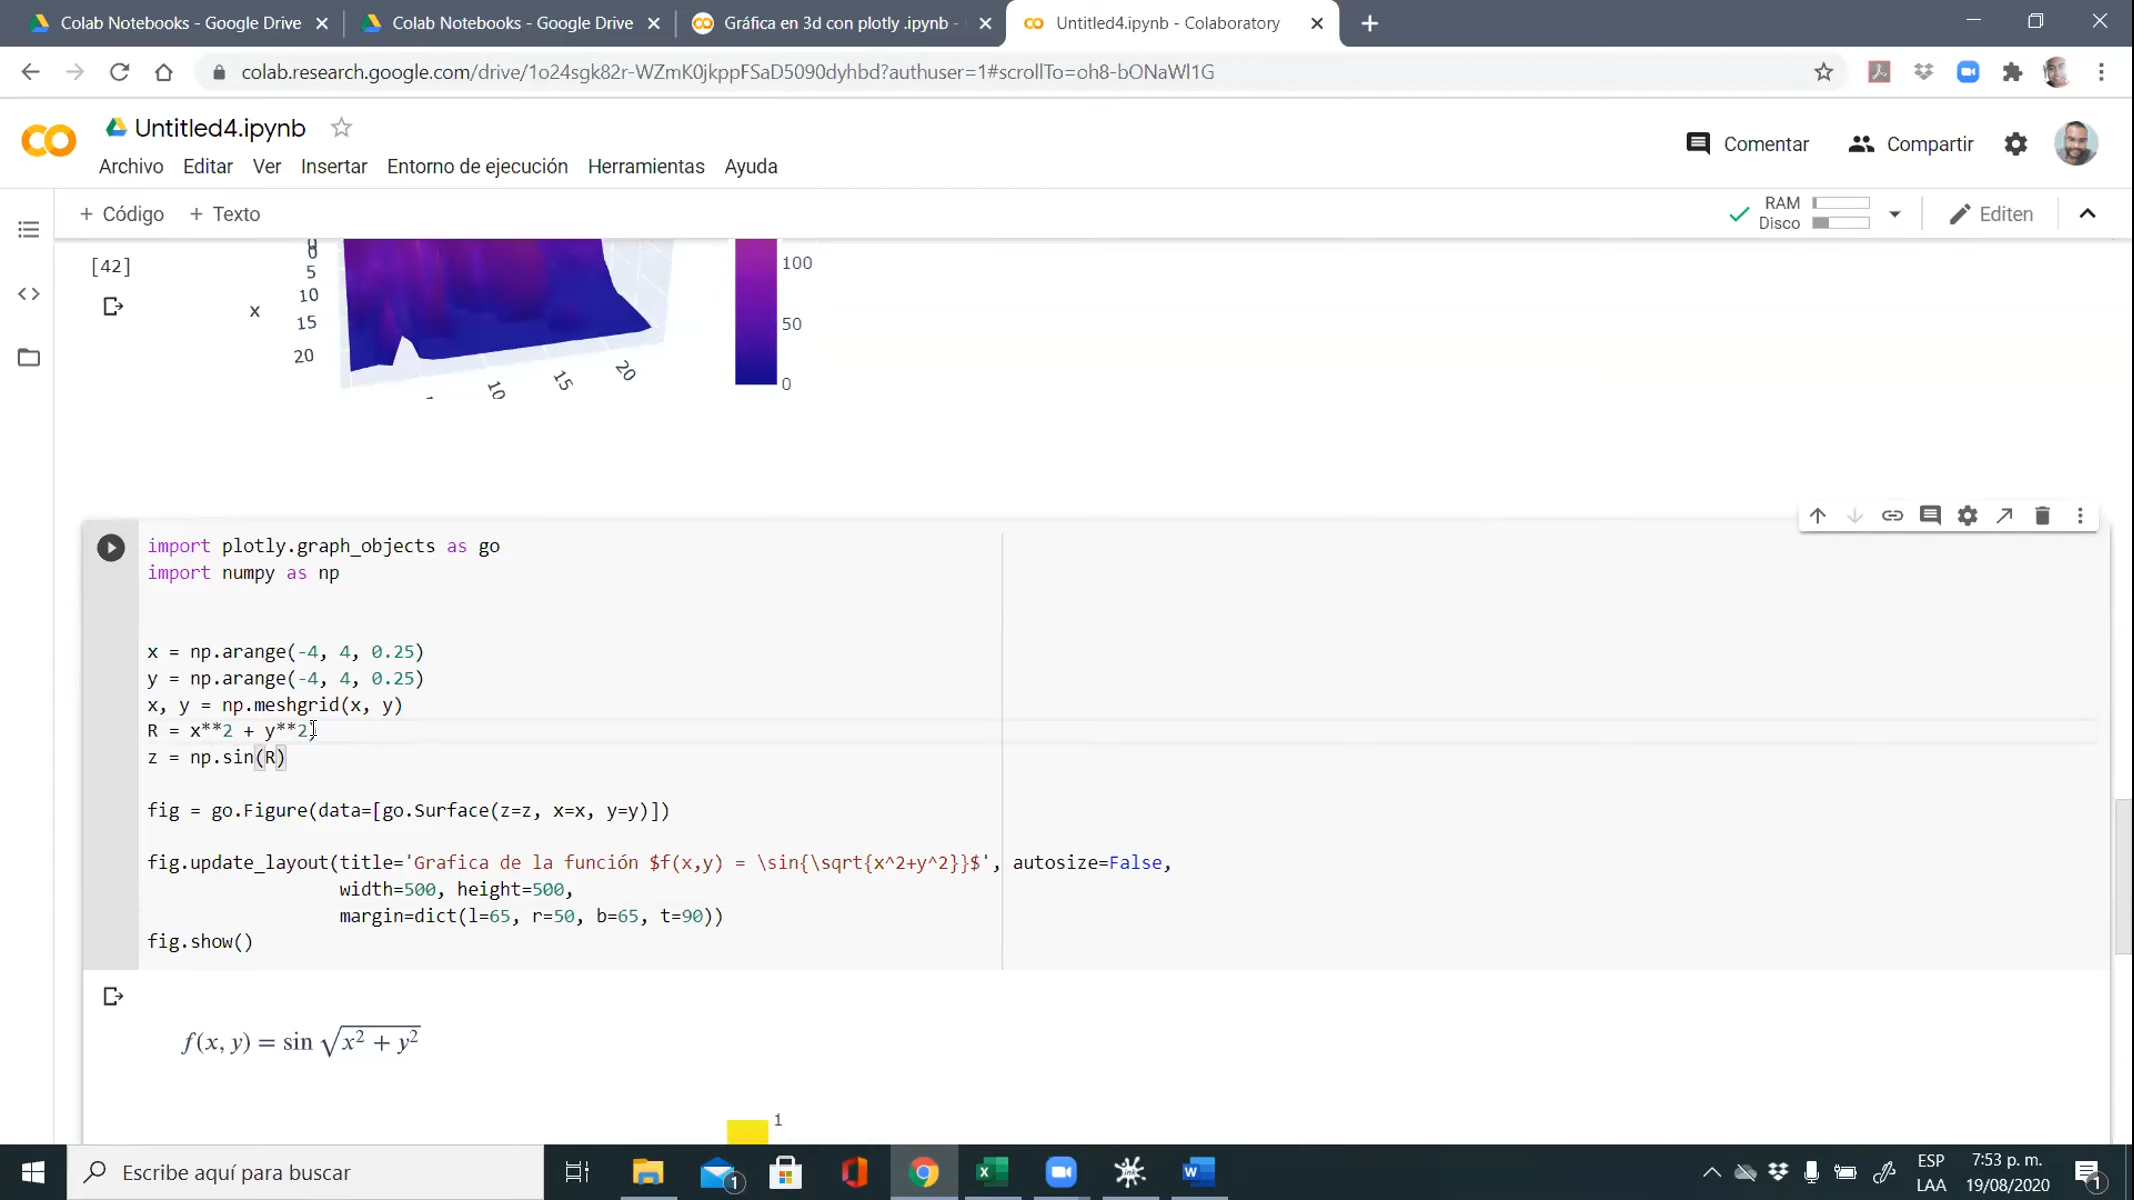 Colab Notebooks - Google Drive
Colab Notebooks - Google Drive
Gráfica en 3d con plotly .ipynb -
Untitled4.ipynb - Colaboratory
colab.research.google.com/drive/1o24sgk82r-WZmK0jkppFSaD5090dyhbd?authuser=1#scrollTo=oh8-bONaWl1G
Untitled4.ipynb
Comentar
Compartir
Archivo Editar Ver Insertar Entorno de ejecución Herramientas Ayuda
+ Código + Texto
RAM
Disco
Editen
[42]
0
5
10
15
20
x
10
15
20
100
50
0
import plotly.graph_objects as go
import numpy as np
x = np.arange(-4, 4, 0.25)
y = np.arange(-4, 4, 0.25)
x, y = np.meshgrid(x, y)
R = x**2 + y**2)
z = np.sin(R)
fig = go.Figure(data=[go.Surface(z=z, x=x, y=y)])
fig.update_layout(title='Grafica de la función $f(x,y) = \sin{\sqrt{x^2+y^2}}$', autosize=False,
width=500, height=500,
margin=dict(l=65, r=50, b=65, t=90))
fig.show()
f(x, y) = sin √x² + y²
1
Escribe aquí para buscar
1
ESP
LAA
7:53 p. m.
19/08/2020
1